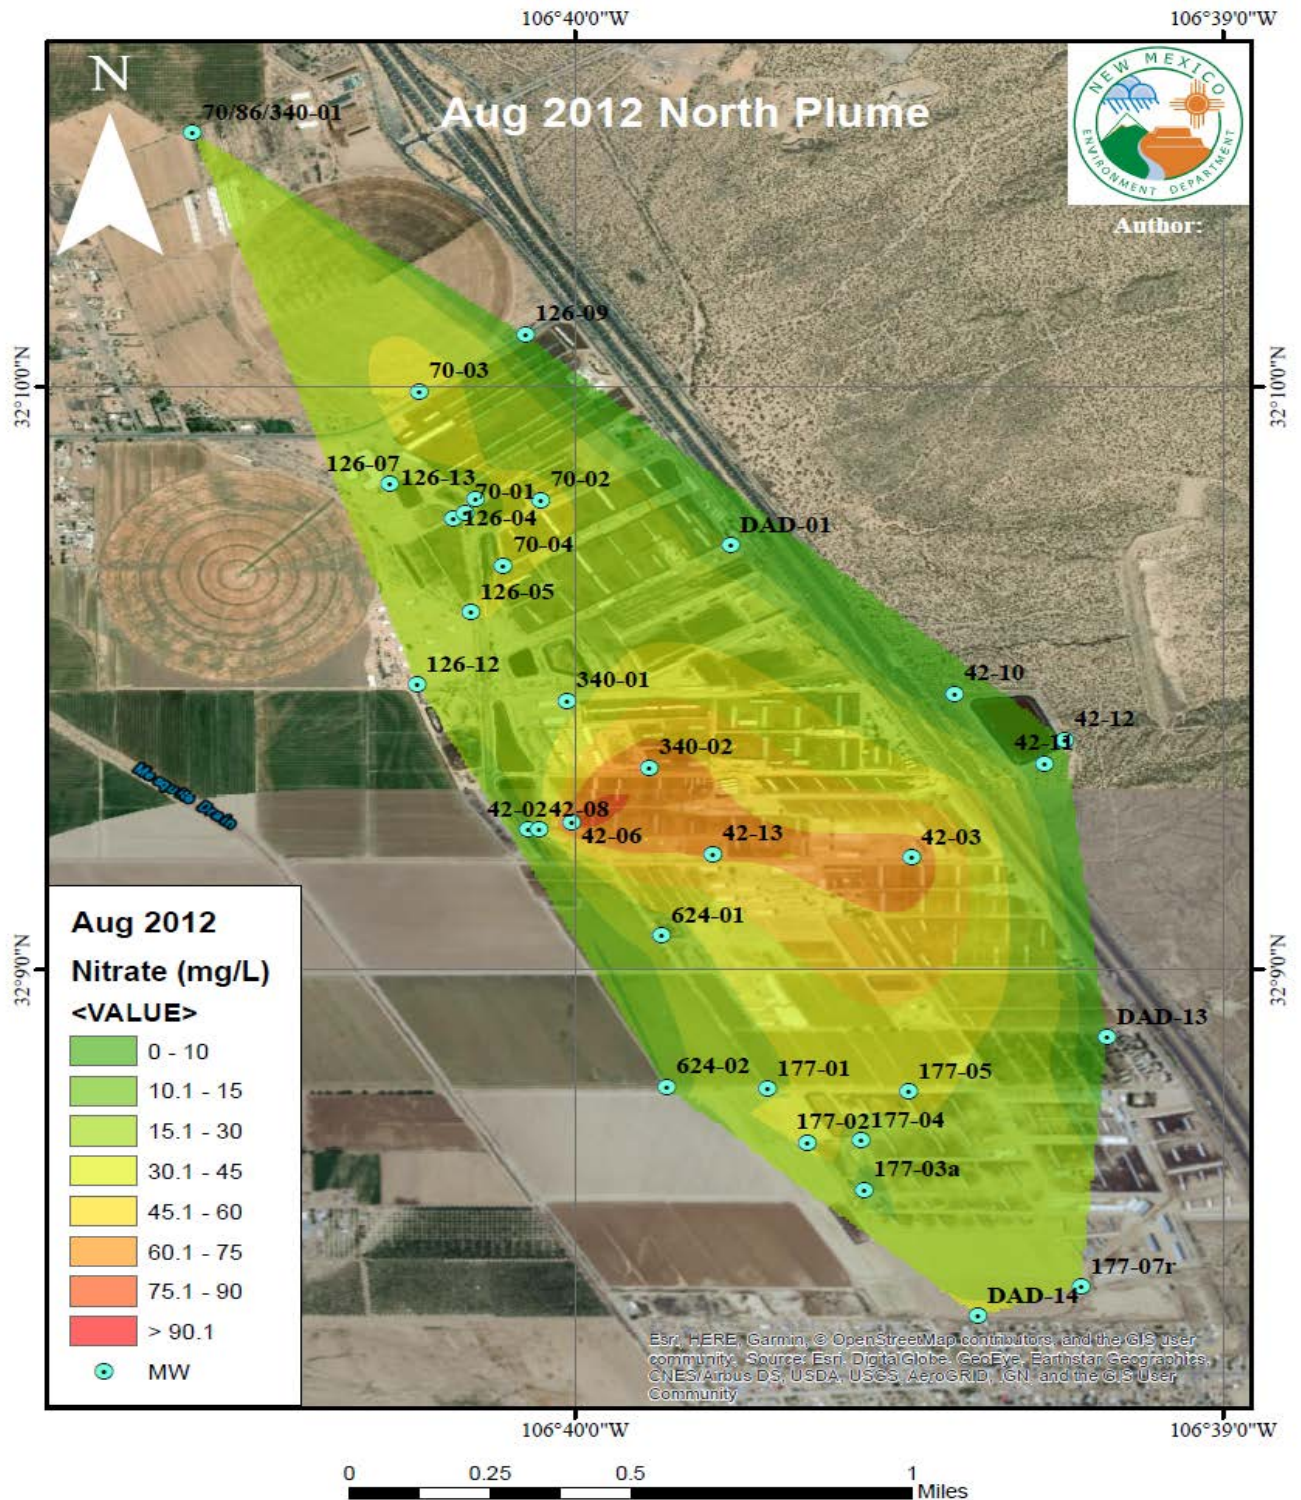 106°40'0"W
106°39'0"W
N
Aug 2012 North Plume
NEW MEXICO
ENVIRONMENT DEPARTMENT
Author:
70/86/340-01
126-09
32°10'0"N
32°10'0"N
70-03
126-07
126-13
70-01
70-02
126-04
DAD-01
70-04
126-05
126-12
340-01
42-10
42-12
42-11
340-02
Mesquite Drain
42-02
42-08
42-06
42-13
42-03
624-01
32°9'0"N
32°9'0"N
DAD-13
624-02
177-01
177-05
177-02
177-04
177-03a
177-07r
DAD-14
Aug 2012
Nitrate (mg/L)
<VALUE>
0 - 10
10.1 - 15
15.1 - 30
30.1 - 45
45.1 - 60
60.1 - 75
75.1 - 90
> 90.1
MW
Esri, HERE, Garmin, © OpenStreetMap contributors, and the GIS user
community, Source: Esri, DigitalGlobe, GeoEye, Earthstar Geographics,
CNES/Airbus DS, USDA, USGS, AeroGRID, IGN, and the GIS User
Community
106°40'0"W
106°39'0"W
0
0.25
0.5
1
Miles